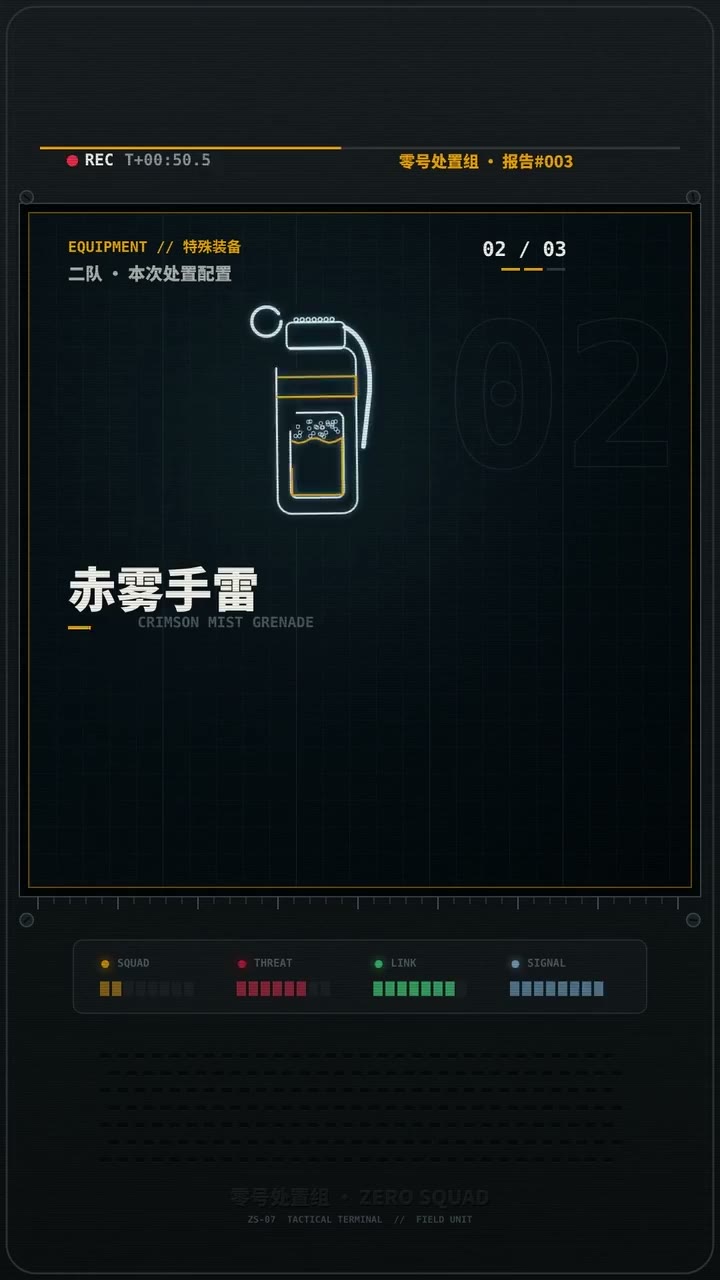 REC T+00:50.5
零号处置组 • 报告#003
EQUIPMENT // 特殊装备
02 / 03
二队 • 本次处置配置
02
赤雾手雷
CRIMSON MIST GRENADE
SQUAD
THREAT
LINK
SIGNAL
零号处置组 • ZERO SQUAD
ZS-07 TACTICAL TERMINAL // FIELD UNIT